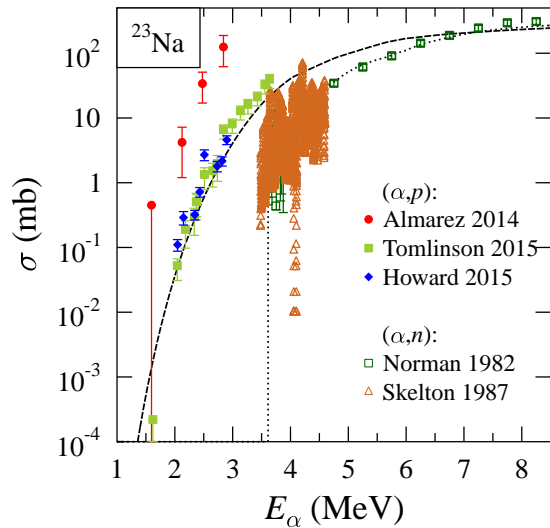 ²³Na
10²
10
1
10⁻¹
10⁻²
10⁻³
10⁻⁴
σ (mb)
(α,p):
Almarez 2014
Tomlinson 2015
Howard 2015
(α,n):
Norman 1982
Skelton 1987
1 2 3 4 5 6 7 8
E_α (MeV)